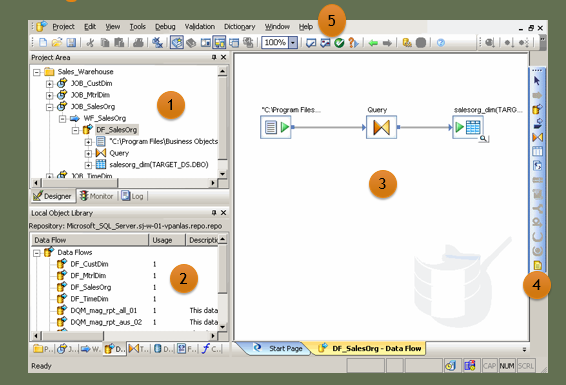 5
Project Edit View Tools Debug Validation Dictionary Window Help
100%
Project Area
Sales_Warehouse
JOB_CustDim
JOB_MtrlDim
JOB_SalesOrg
WF_SalesOrg
DF_SalesOrg
"C:\Program Files\Business Objects
Query
salesorg_dim(TARGET_DS.DBO)
JOB_TimeDim
1
Designer Monitor Log
Local Object Library
Repository: Microsoft_SQL_Server.sj-w-01-vpanlas.repo.repo
Data Flow Usage Descripti
Data Flows
DF_CustDim 1
DF_MtrlDim 1
DF_SalesOrg 1
DF_TimeDim 1
DQM_mag_rpt_all_01 1 This data
DQM_mag_rpt_aus_02 1 This data
2
P... J... W... D... T... D... F... C...
"C:\Program Files... Query salesorg_dim(TARG...
3
4
Start Page DF_SalesOrg - Data Flow
Ready CAP NUM SCRL